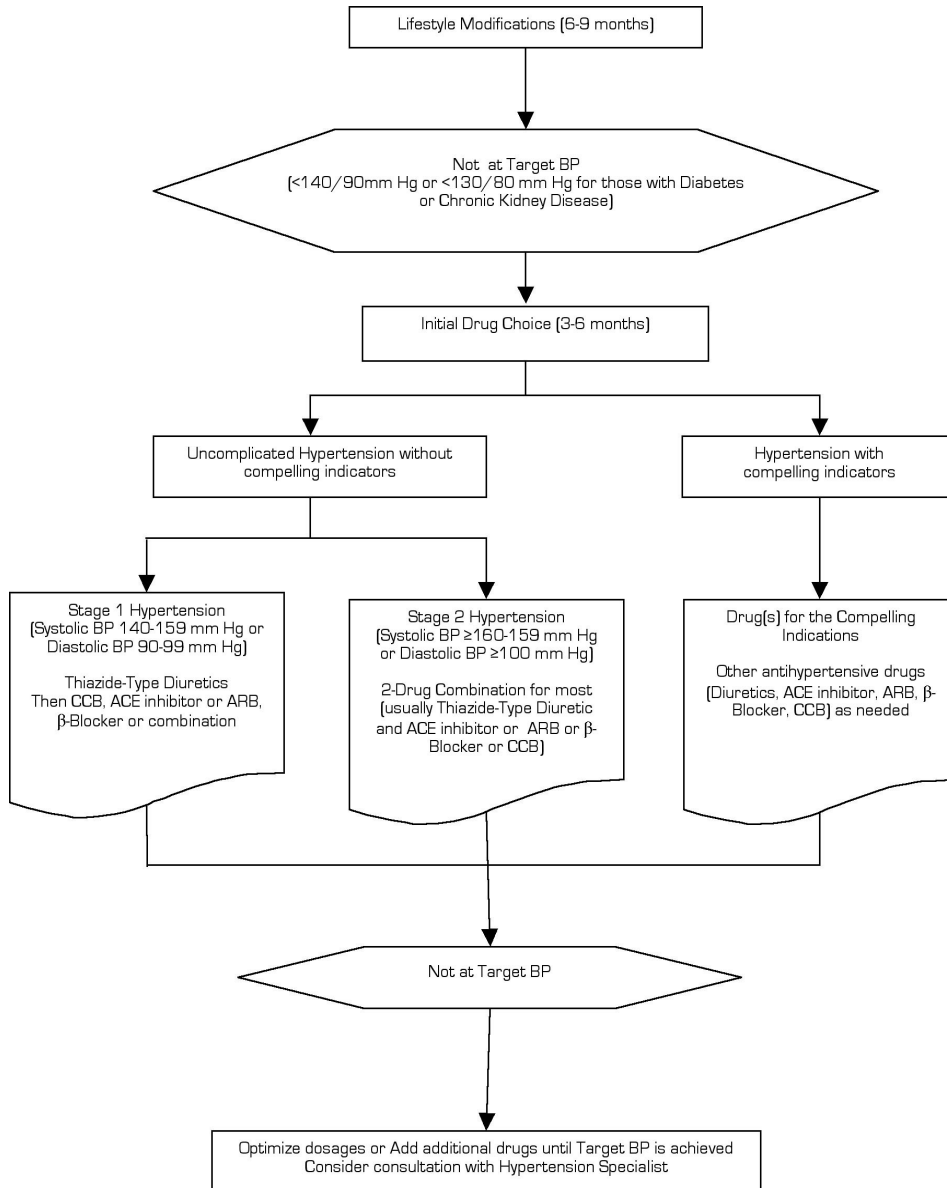 Lifestyle Modifications (6-9 months)
Not at Target BP
(<140/90mm Hg or <130/80 mm Hg for those with Diabetes
or Chronic Kidney Disease)
Initial Drug Choice (3-6 months)
Uncomplicated Hypertension without
compelling indicators
Hypertension with
compelling indicators
Stage 1 Hypertension
(Systolic BP 140-159 mm Hg or
Diastolic BP 90-99 mm Hg)
Thiazide-Type Diuretics
Then CCB, ACE inhibitor or ARB,
β-Blocker or combination
Stage 2 Hypertension
(Systolic BP ≥160-159 mm Hg
or Diastolic BP ≥100 mm Hg)
2-Drug Combination for most
(usually Thiazide-Type Diuretic
and ACE inhibitor or ARB or β-
Blocker or CCB)
Drug(s) for the Compelling
Indications
Other antihypertensive drugs
(Diuretics, ACE inhibitor, ARB, β-
Blocker, CCB) as needed
Not at Target BP
Optimize dosages or Add additional drugs until Target BP is achieved
Consider consultation with Hypertension Specialist